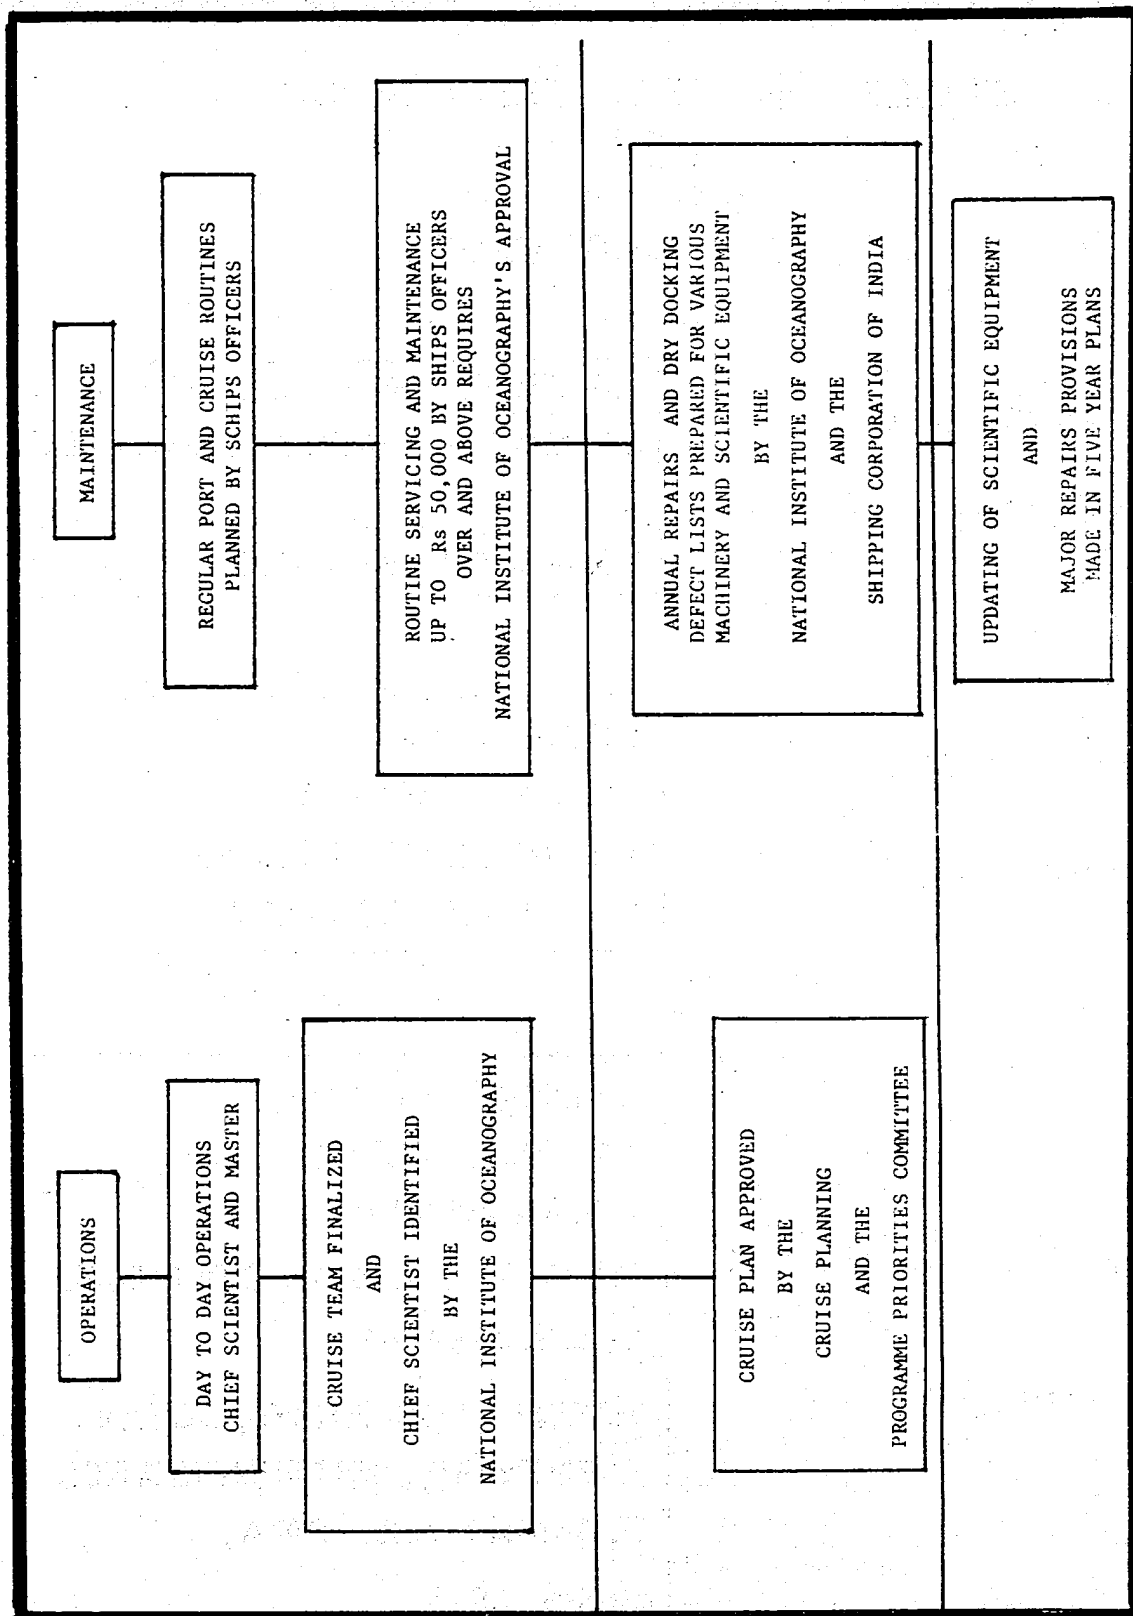 OPERATIONS
DAY TO DAY OPERATIONS
CHIEF SCIENTIST AND MASTER
CRUISE TEAM FINALIZED
AND
CHIEF SCIENTIST IDENTIFIED
BY THE
NATIONAL INSTITUTE OF OCEANOGRAPHY
CRUISE PLAN APPROVED
BY THE
CRUISE PLANNING
AND THE
PROGRAMME PRIORITIES COMMITTEE
MAINTENANCE
REGULAR PORT AND CRUISE ROUTINES
PLANNED BY SCHIPS OFFICERS
ROUTINE SERVICING AND MAINTENANCE
UP TO Rs 50,000 BY SHIPS OFFICERS
OVER AND ABOVE REQUIRES
NATIONAL INSTITUTE OF OCEANOGRAPHY'S APPROVAL
ANNUAL REPAIRS AND DRY DOCKING
DEFECT LISTS PREPARED FOR VARIOUS
MACHINERY AND SCIENTIFIC EQUIPMENT
BY THE
NATIONAL INSTITUTE OF OCEANOGRAPHY
AND THE
SHIPPING CORPORATION OF INDIA
UPDATING OF SCIENTIFIC EQUIPMENT
AND
MAJOR REPAIRS PROVISIONS
MADE IN FIVE YEAR PLANS